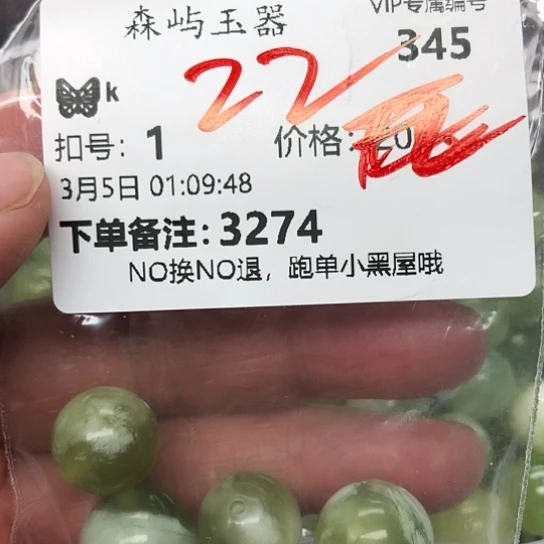 森屿玉器
VIP专属编号
345
k
22
扣号: 1
价格:
3月5日 01:09:48
下单备注: 3274
NO换NO退，跑单小黑屋哦